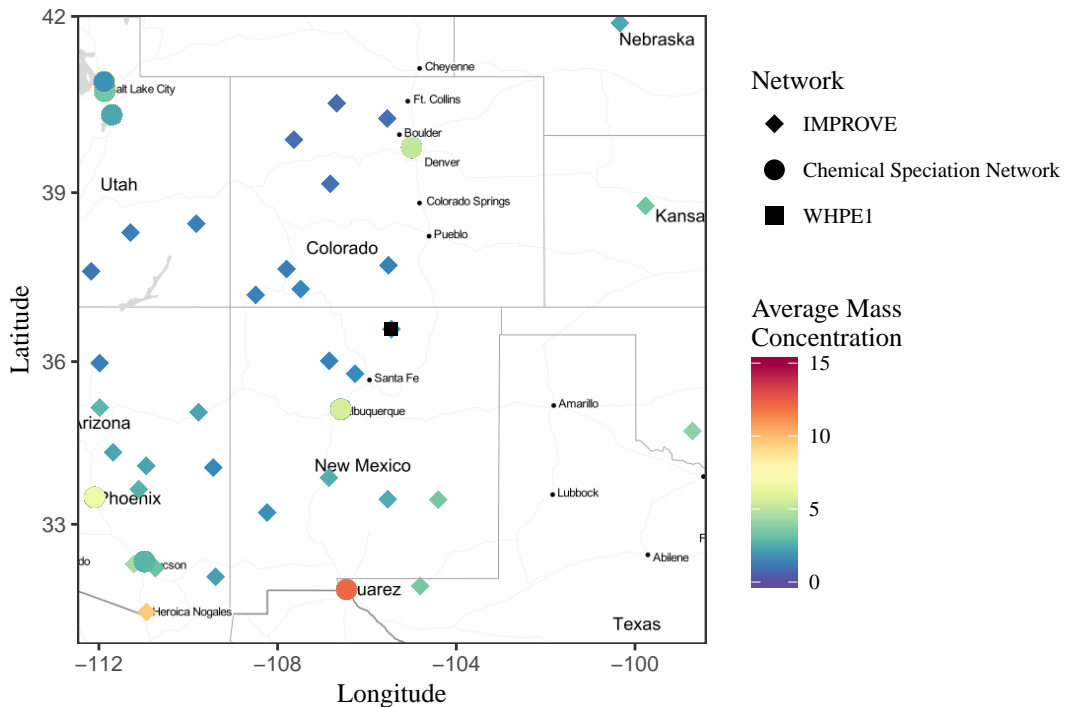 42
39
36
33
Latitude
−112
−108
−104
−100
Longitude
Nebraska
Cheyenne
alt Lake City
Ft. Collins
Boulder
Denver
Utah
Colorado Springs
Kansa
Pueblo
Colorado
Santa Fe
Amarillo
lbuquerque
Arizona
New Mexico
Phoenix
Lubbock
F
Abilene
do
ucson
uarez
Heroica Nogales
Texas
Network
IMPROVE
Chemical Speciation Network
WHPE1
Average Mass
Concentration
15
10
5
0